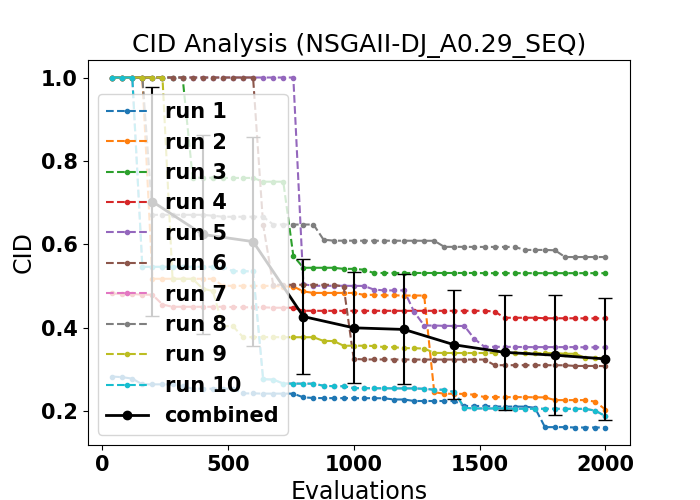 CID Analysis (NSGAII-DJ_A0.29_SEQ)
1.0
0.8
0.6
0.4
0.2
CID
run 1
run 2
run 3
run 4
run 5
run 6
run 7
run 8
run 9
run 10
combined
0 500 1000 1500 2000
Evaluations